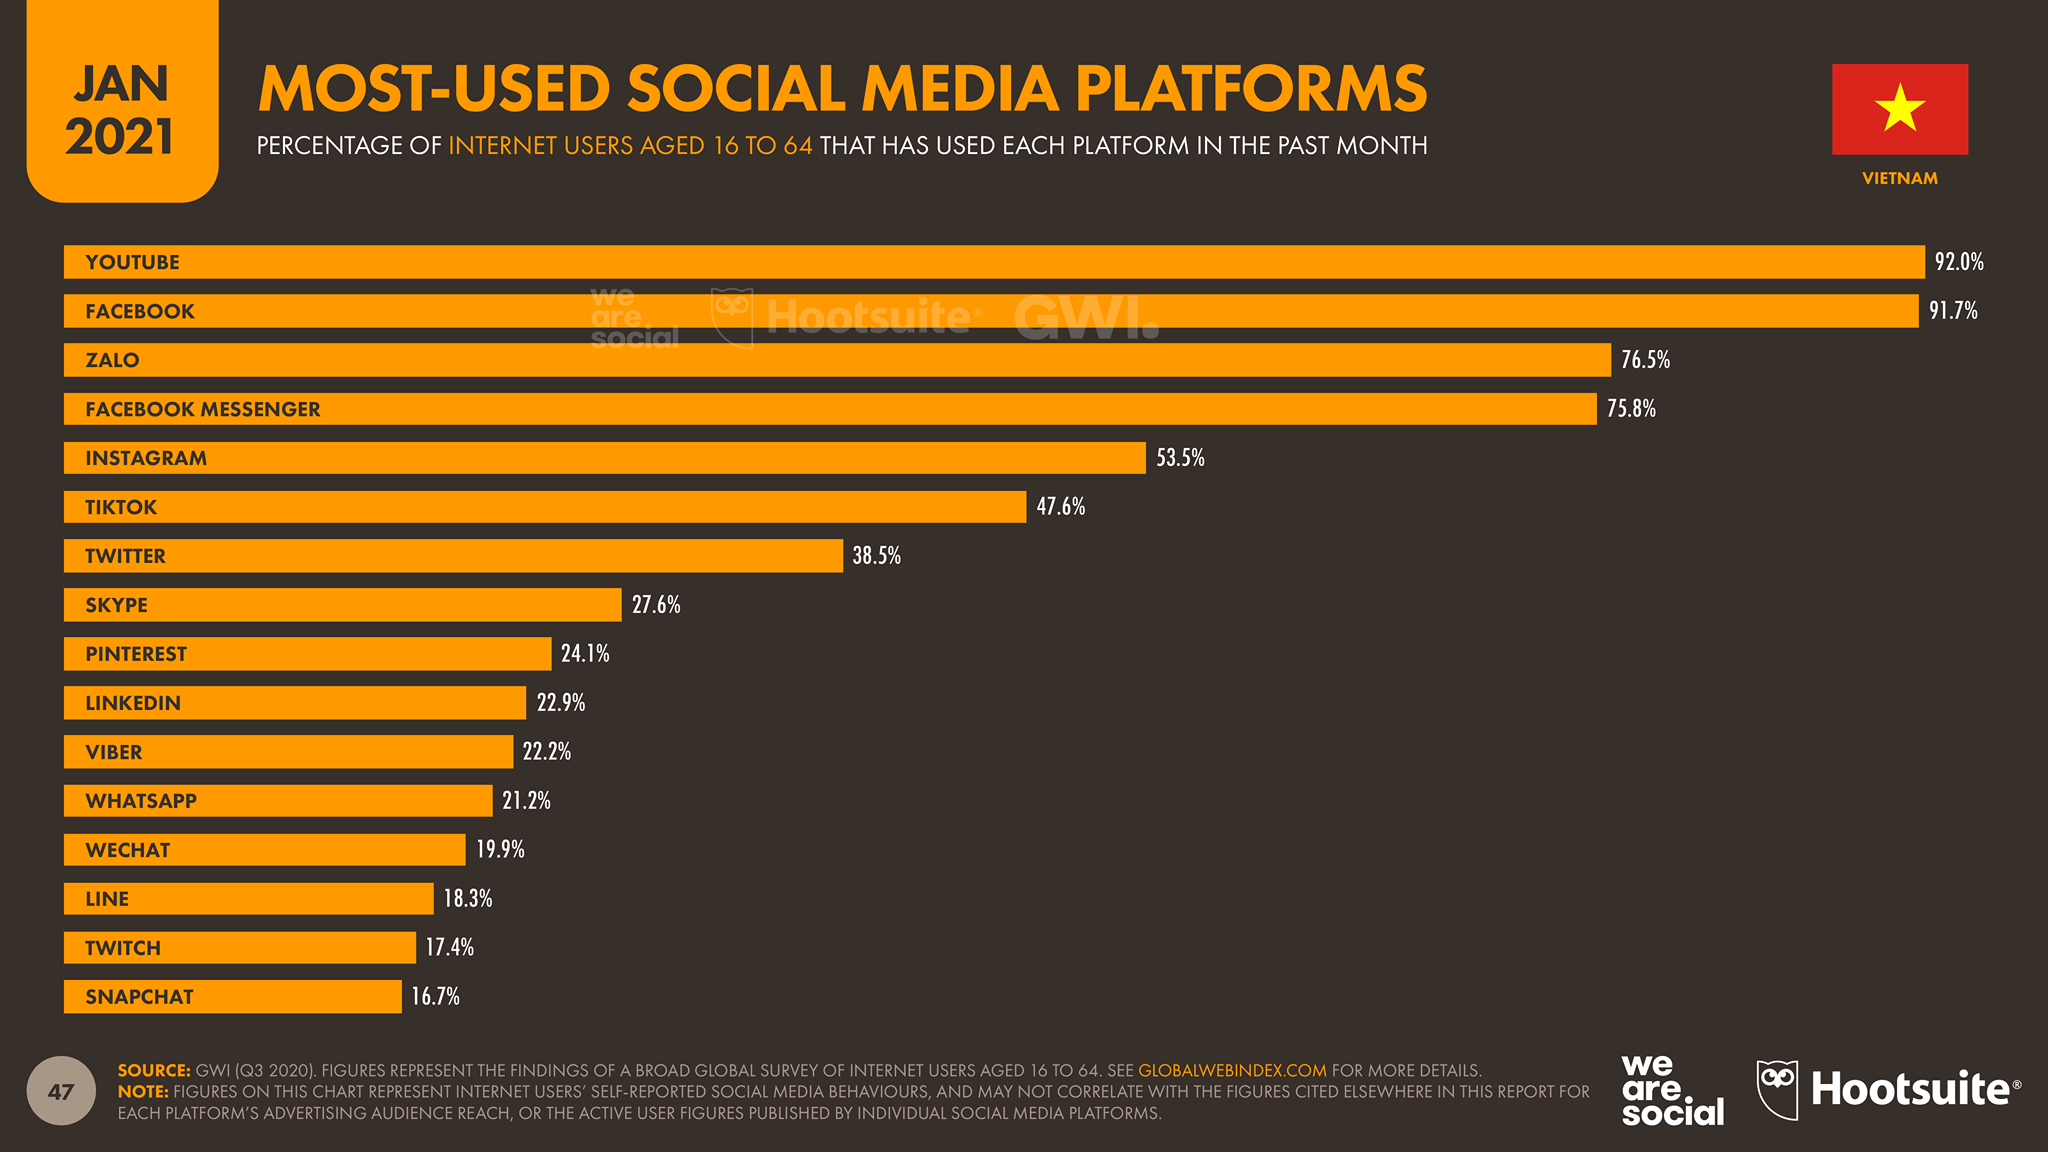 JAN
2021
MOST-USED SOCIAL MEDIA PLATFORMS
PERCENTAGE OF INTERNET USERS AGED 16 TO 64 THAT HAS USED EACH PLATFORM IN THE PAST MONTH
VIETNAM
YOUTUBE 92.0%
FACEBOOK 91.7%
we
are
social
Hootsuite®
GWI.
ZALO 76.5%
FACEBOOK MESSENGER 75.8%
INSTAGRAM 53.5%
TIKTOK 47.6%
TWITTER 38.5%
SKYPE 27.6%
PINTEREST 24.1%
LINKEDIN 22.9%
VIBER 22.2%
WHATSAPP 21.2%
WECHAT 19.9%
LINE 18.3%
TWITCH 17.4%
SNAPCHAT 16.7%
47
SOURCE: GWI (Q3 2020). FIGURES REPRESENT THE FINDINGS OF A BROAD GLOBAL SURVEY OF INTERNET USERS AGED 16 TO 64. SEE GLOBALWEBINDEX.COM FOR MORE DETAILS.
NOTE: FIGURES ON THIS CHART REPRESENT INTERNET USERS’ SELF-REPORTED SOCIAL MEDIA BEHAVIOURS, AND MAY NOT CORRELATE WITH THE FIGURES CITED ELSEWHERE IN THIS REPORT FOR
EACH PLATFORM’S ADVERTISING AUDIENCE REACH, OR THE ACTIVE USER FIGURES PUBLISHED BY INDIVIDUAL SOCIAL MEDIA PLATFORMS.
we
are
social
Hootsuite®